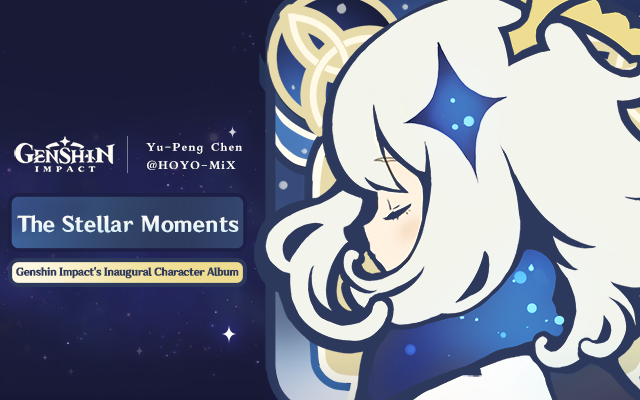 GENSHIN
IMPACT
Yu-Peng Chen
@HOYO-MiX
The Stellar Moments
Genshin Impact's Inaugural Character Album